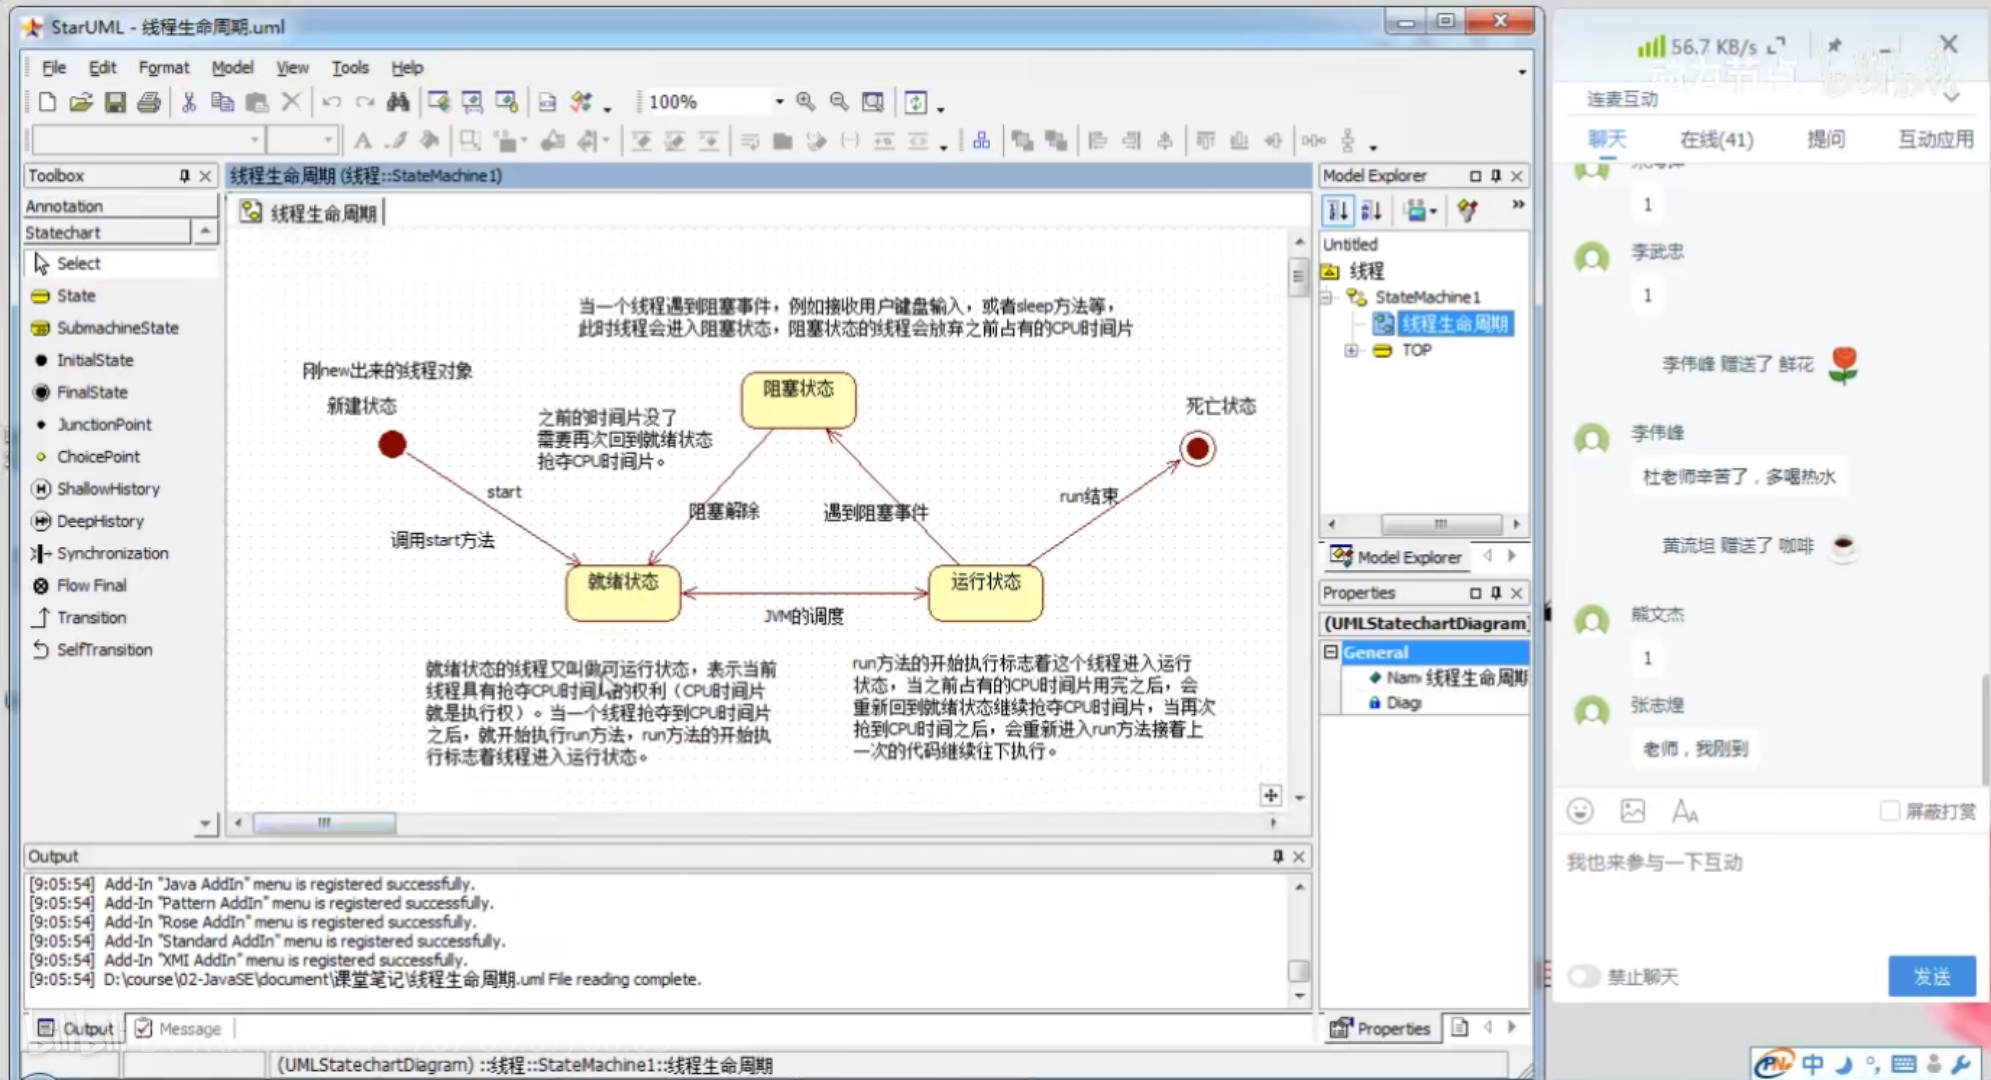 StarUML - 线程生命周期.uml
File Edit Format Model View Tools Help
100%
Toolbox
Annotation
Statechart
Select
State
SubmachineState
InitialState
FinalState
JunctionPoint
ChoicePoint
ShallowHistory
DeepHistory
Synchronization
Flow Final
Transition
SelfTransition
线程生命周期 (线程::StateMachine1)
线程生命周期
当一个线程遇到阻塞事件，例如接收用户键盘输入，或者sleep方法等，
此时线程会进入阻塞状态，阻塞状态的线程会放弃之前占有的CPU时间片
刚new出来的线程对象
新建状态
之前的时间片没了
需要再次回到就绪状态
抢夺CPU时间片。
阻塞状态
死亡状态
start
调用start方法
阻塞解除
遇到阻塞事件
run结束
就绪状态
运行状态
JVM的调度
就绪状态的线程又叫做可运行状态，表示当前
线程具有抢夺CPU时间片的权利（CPU时间片
就是执行权）。当一个线程抢夺到CPU时间片
之后，就开始执行run方法，run方法的开始执
行标志着线程进入运行状态。
run方法的开始执行标志着这个线程进入运行
状态，当之前占有的CPU时间片用完之后，会
重新回到就绪状态继续抢夺CPU时间片，当再次
抢到CPU时间之后，会重新进入run方法接着上
一次的代码继续往下执行。
Model Explorer
Untitled
线程
StateMachine1
线程生命周期
TOP
Model Explorer
Properties
(UMLStatechartDiagram)
General
Nam 线程生命周期
Diag
Properties
Output
[9:05:54] Add-In "Java AddIn" menu is registered successfully.
[9:05:54] Add-In "Pattern AddIn" menu is registered successfully.
[9:05:54] Add-In "Rose AddIn" menu is registered successfully.
[9:05:54] Add-In "Standard AddIn" menu is registered successfully.
[9:05:54] Add-In "XMI AddIn" menu is registered successfully.
[9:05:54] D:\course\02-JavaSE\document\课堂笔记\线程生命周期.uml File reading complete.
Output Message
(UMLStatechartDiagram) ::线程::StateMachine1::线程生命周期
56.7 KB/s
连麦互动
聊天 在线(41) 提问 互动应用
1
李武忠
1
李伟峰 赠送了 鲜花
李伟峰
杜老师辛苦了，多喝热水
黄流坦 赠送了 咖啡
熊文杰
1
张志煌
老师，我刚到
屏蔽打赏
我也来参与一下互动
禁止聊天
发送
中